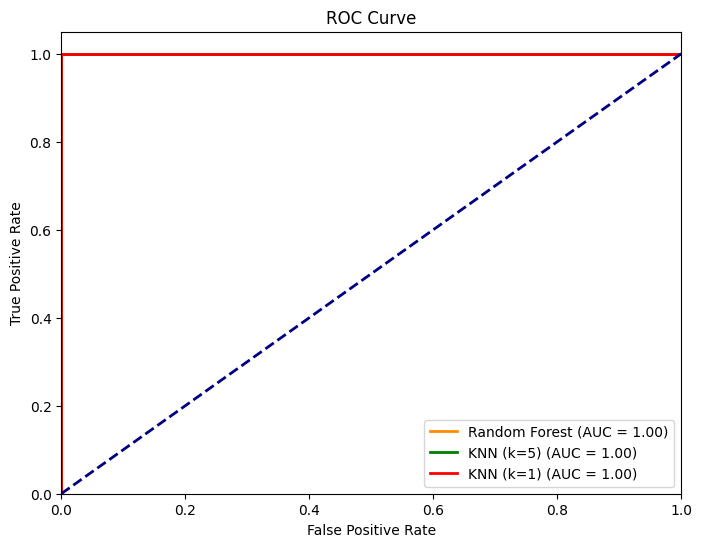 ROC Curve
True Positive Rate
1.0
0.8
0.6
0.4
0.2
0.0
Random Forest (AUC = 1.00)
KNN (k=5) (AUC = 1.00)
KNN (k=1) (AUC = 1.00)
0.0 0.2 0.4 0.6 0.8 1.0
False Positive Rate